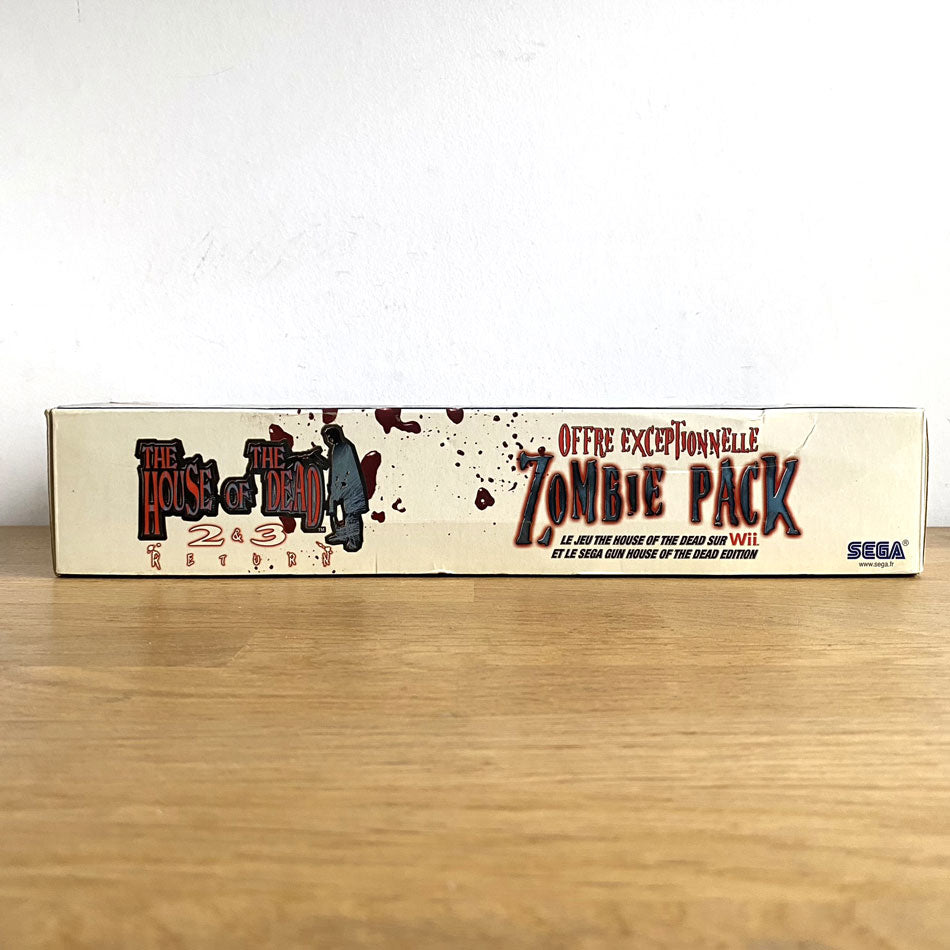 THE HOUSE OF THE DEAD
TM
2 & 3
RETURN
OFFRE EXCEPTIONNELLE
ZOMBIE PACK
LE JEU THE HOUSE OF THE DEAD SUR Wii
ET LE SEGA GUN HOUSE OF THE DEAD EDITION
SEGA®
www.sega.fr